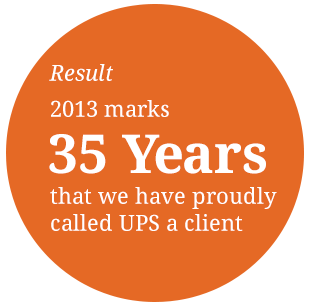 Result
2013 marks
35 Years
that we have proudly
called UPS a client